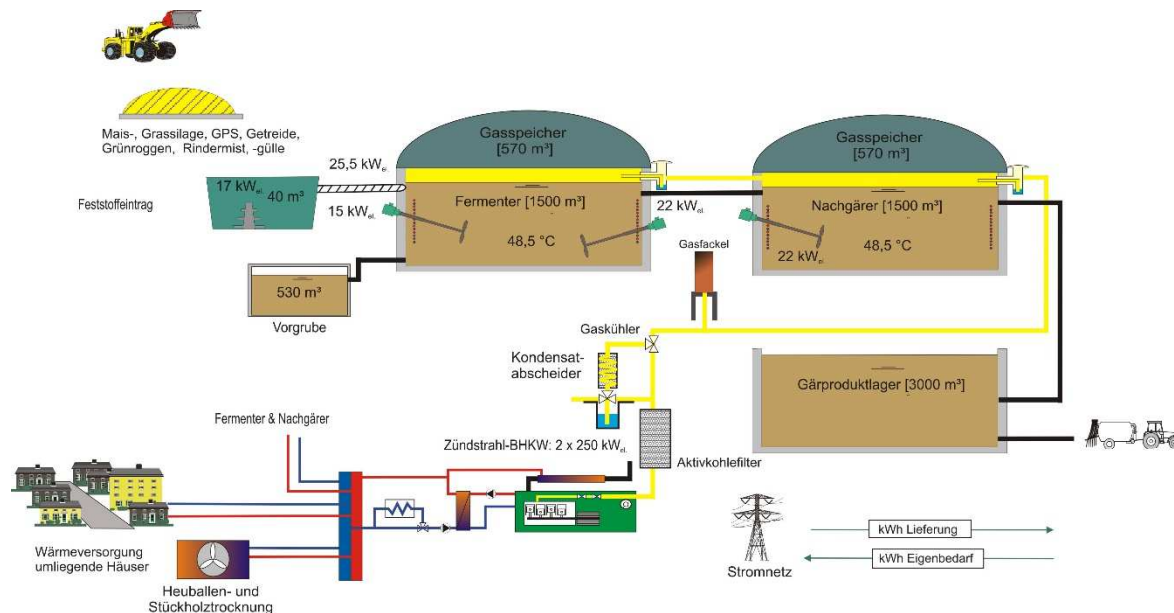 Mais-, Grassilage, GPS, Getreide,
Grünroggen, Rindermist, -gülle
Feststoffeintrag
17 kWel.
40 m³
25,5 kWel.
15 kWel.
Gasspeicher
[570 m³]
Fermenter [1500 m³]
48,5 °C
22 kWel.
Gasspeicher
[570 m³]
Nachgärer [1500 m³]
48,5 °C
22 kWel.
530 m³
Vorgrube
Gasfackel
Gaskühler
Kondensat-
abscheider
Gärproduktlager [3000 m³]
Fermenter & Nachgärer
Zündstrahl-BHKW: 2 x 250 kWel.
Aktivkohlefilter
Wärmeversorgung
umliegende Häuser
Heuballen- und
Stückholztrocknung
G
Stromnetz
kWh Lieferung
kWh Eigenbedarf